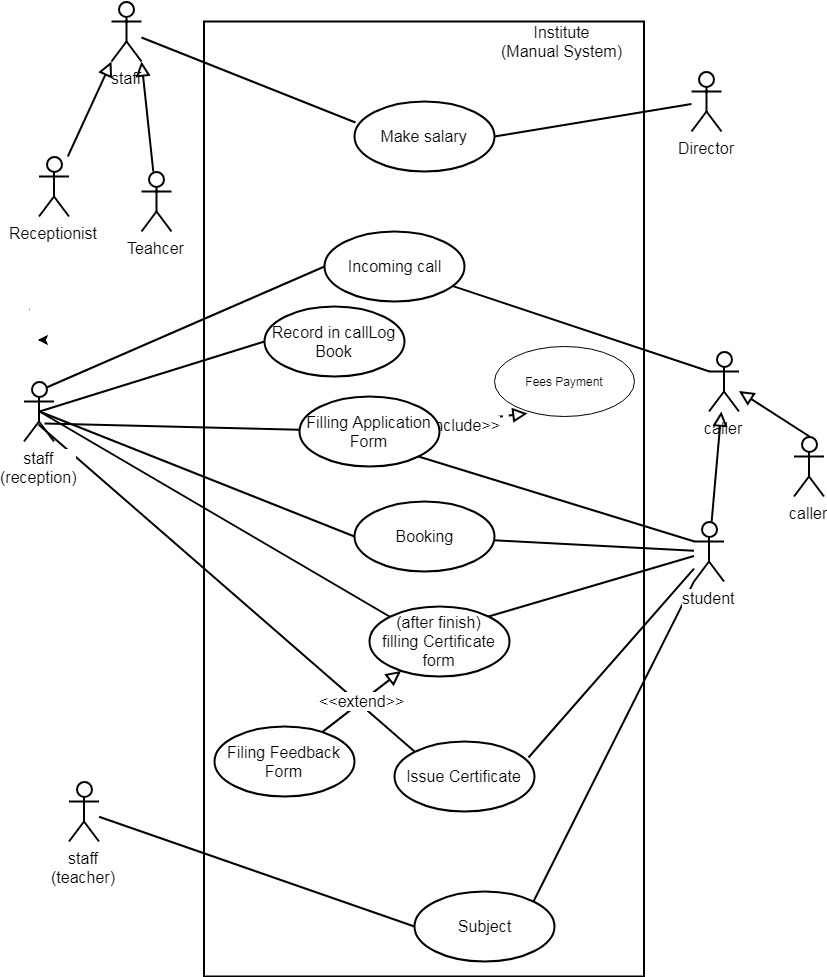 Institute
(Manual System)
staff
Make salary
Director
Receptionist
Teahcer
Incoming call
Record in callLog
Book
Fees Payment
Filling Application
Form
nclude>>
caller
caller
staff
(reception)
Booking
student
(after finish)
filling Certificate
form
<<extend>>
Filing Feedback
Form
Issue Certificate
staff
(teacher)
Subject